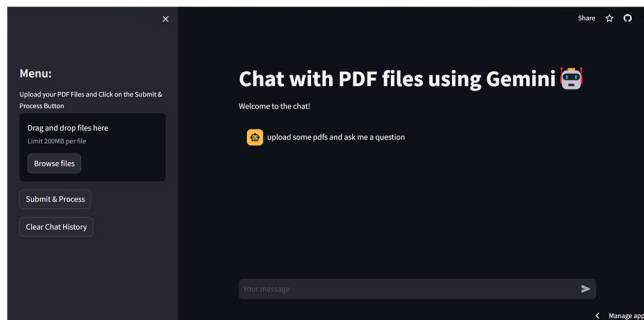 Share
Menu:
Upload your PDF Files and Click on the Submit &
Process Button
Drag and drop files here
Limit 200MB per file
Browse files
Submit & Process
Clear Chat History
Chat with PDF files using Gemini
Welcome to the chat!
upload some pdfs and ask me a question
Your message
Manage app